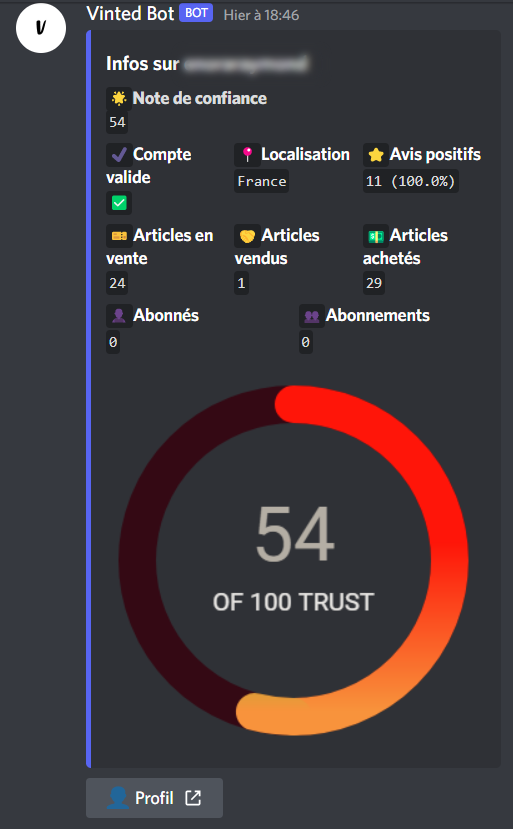 V
Vinted Bot BOT Hier à 18:46
Infos sur
Note de confiance
54
Compte valide
Localisation
France
Avis positifs
11 (100.0%)
Articles en vente
24
Articles vendus
1
Articles achetés
29
Abonnés
0
Abonnements
0
54
OF 100 TRUST
Profil